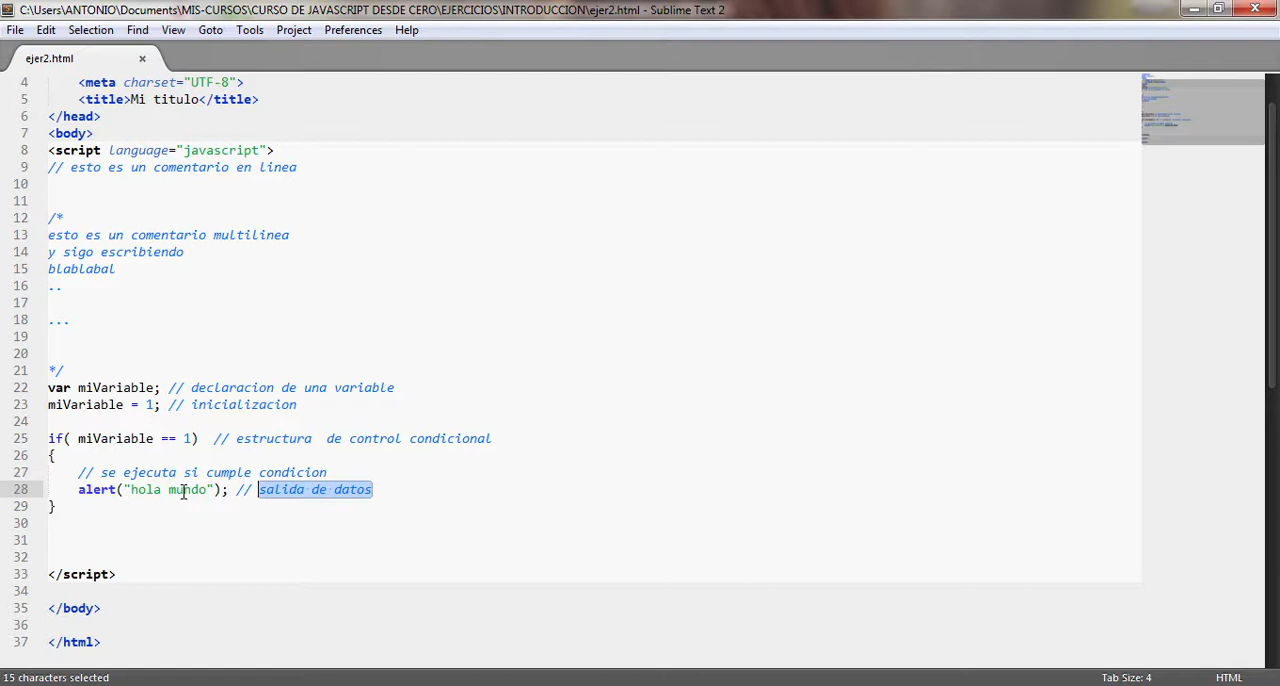 C:\Users\ANTONIO\Documents\MIS-CURSOS\CURSO DE JAVASCRIPT DESDE CERO\EJERCICIOS\INTRODUCCION\ejer2.html - Sublime Text 2
File Edit Selection Find View Goto Tools Project Preferences Help
ejer2.html ×
4 <meta charset="UTF-8">
5 <title>Mi titulo</title>
6 </head>
7 <body>
8 <script language="javascript">
9 // esto es un comentario en linea
10
11
12 /*
13 esto es un comentario multilinea
14 y sigo escribiendo
15 blablabal
16 ..
17
18 ...
19
20
21 */
22 var miVariable; // declaracion de una variable
23 miVariable = 1; // inicializacion
24
25 if( miVariable == 1)  // estructura  de control condicional
26 {
27 // se ejecuta si cumple condicion
28 alert("hola mundo"); // salida de datos
29 }
30
31
32
33 </script>
34
35 </body>
36
37 </html>
15 characters selected Tab Size: 4 HTML